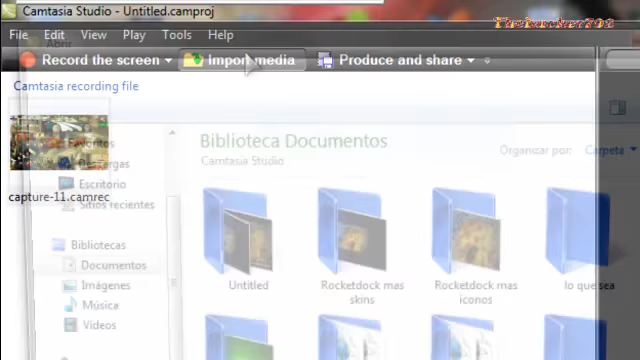 Camtasia Studio - Untitled.camproj
File Edit View Play Tools Help
Abrir
Record the screen Import media Produce and share
Camtasia recording file
Biblioteca Documentos
Camtasia Studio
Organizar por: Carpeta
Favoritos
Descargas
Escritorio
capture-11.camrec
Sitios recientes
Bibliotecas
Documentos
Imágenes
Música
Vídeos
Untitled
Rocketdock mas skins
Rocketdock mas iconos
lo que sea